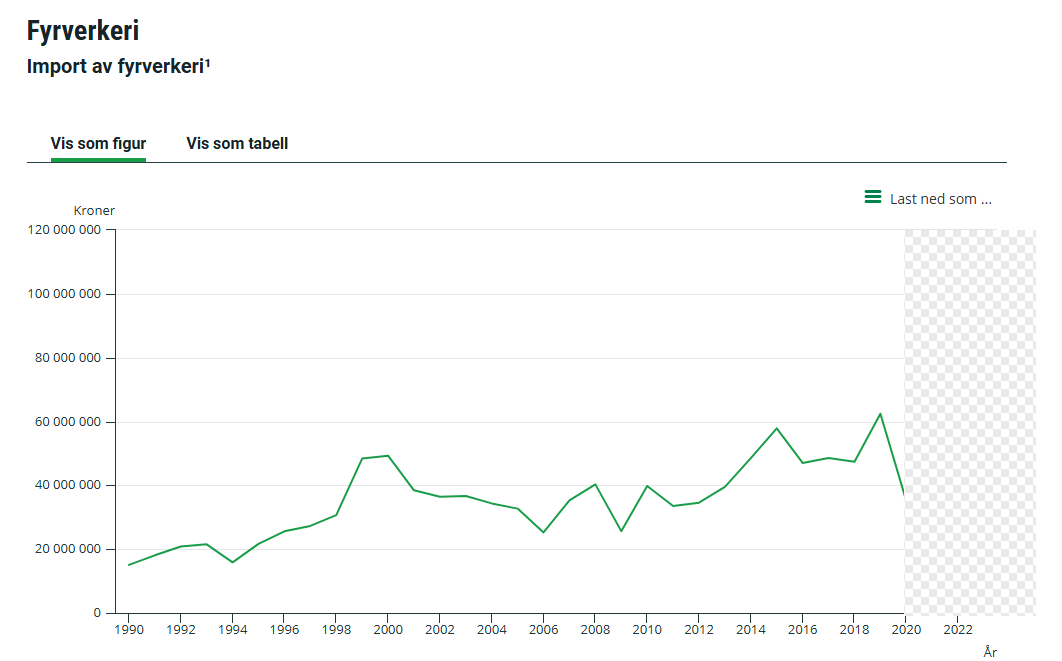 Fyrverkeri
Import av fyrverkeri¹
Vis som figur Vis som tabell
Last ned som ...
Kroner
120 000 000
100 000 000
80 000 000
60 000 000
40 000 000
20 000 000
0
1990 1992 1994 1996 1998 2000 2002 2004 2006 2008 2010 2012 2014 2016 2018 2020 2022
År